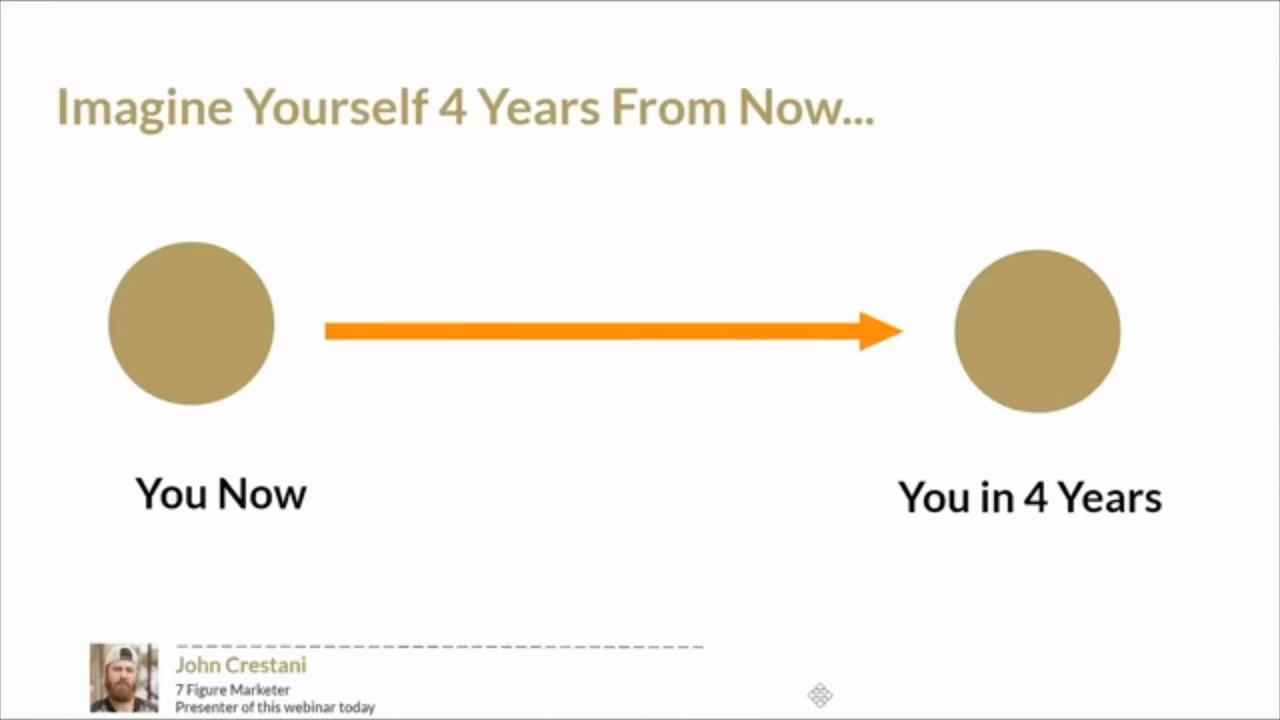 Imagine Yourself 4 Years From Now...
You Now
You in 4 Years
John Crestani
7 Figure Marketer
Presenter of this webinar today